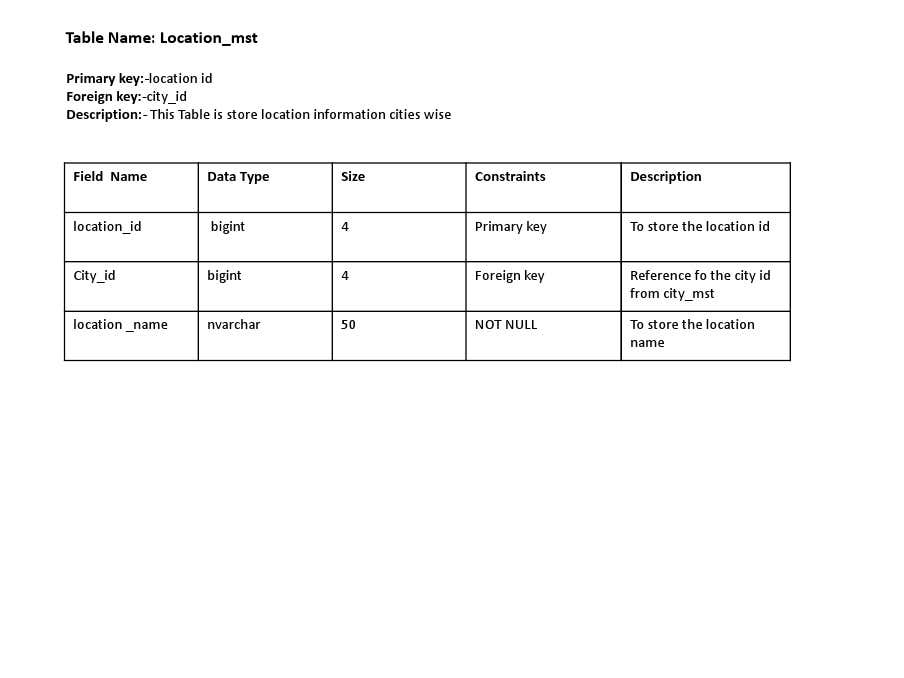 Table Name: Location_mst
Primary key:-location id
Foreign key:-city_id
Description:- This Table is store location information cities wise
Field  Name Data Type Size Constraints Description
location_id bigint 4 Primary key To store the location id
City_id bigint 4 Foreign key Reference fo the city id
from city_mst
location _name nvarchar 50 NOT NULL To store the location
name